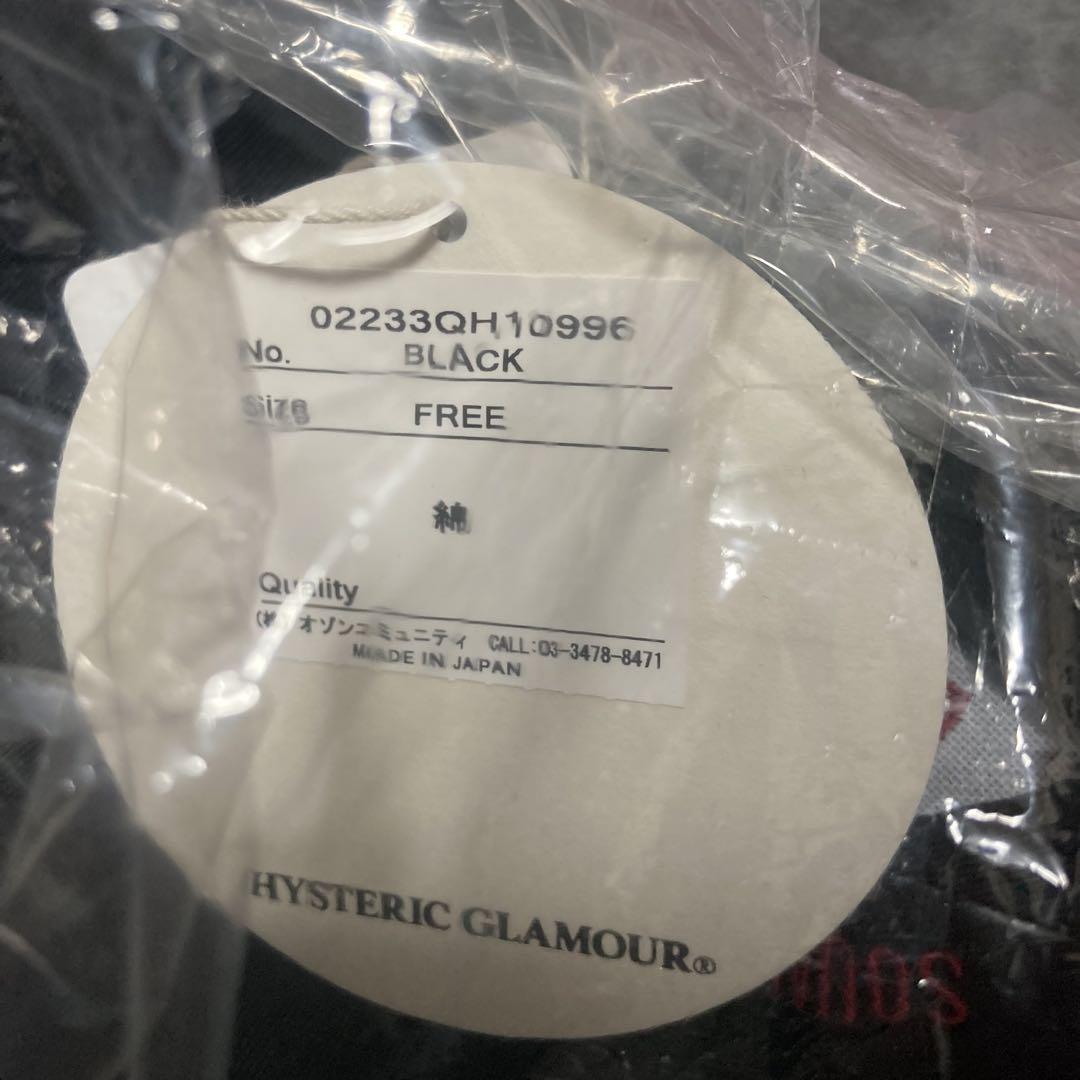 02233QH10996
No. BLACK
Size FREE
綿
Quality
(株)オゾンコミュニティ CALL:03-3478-8471
MADE IN JAPAN
HYSTERIC GLAMOUR®